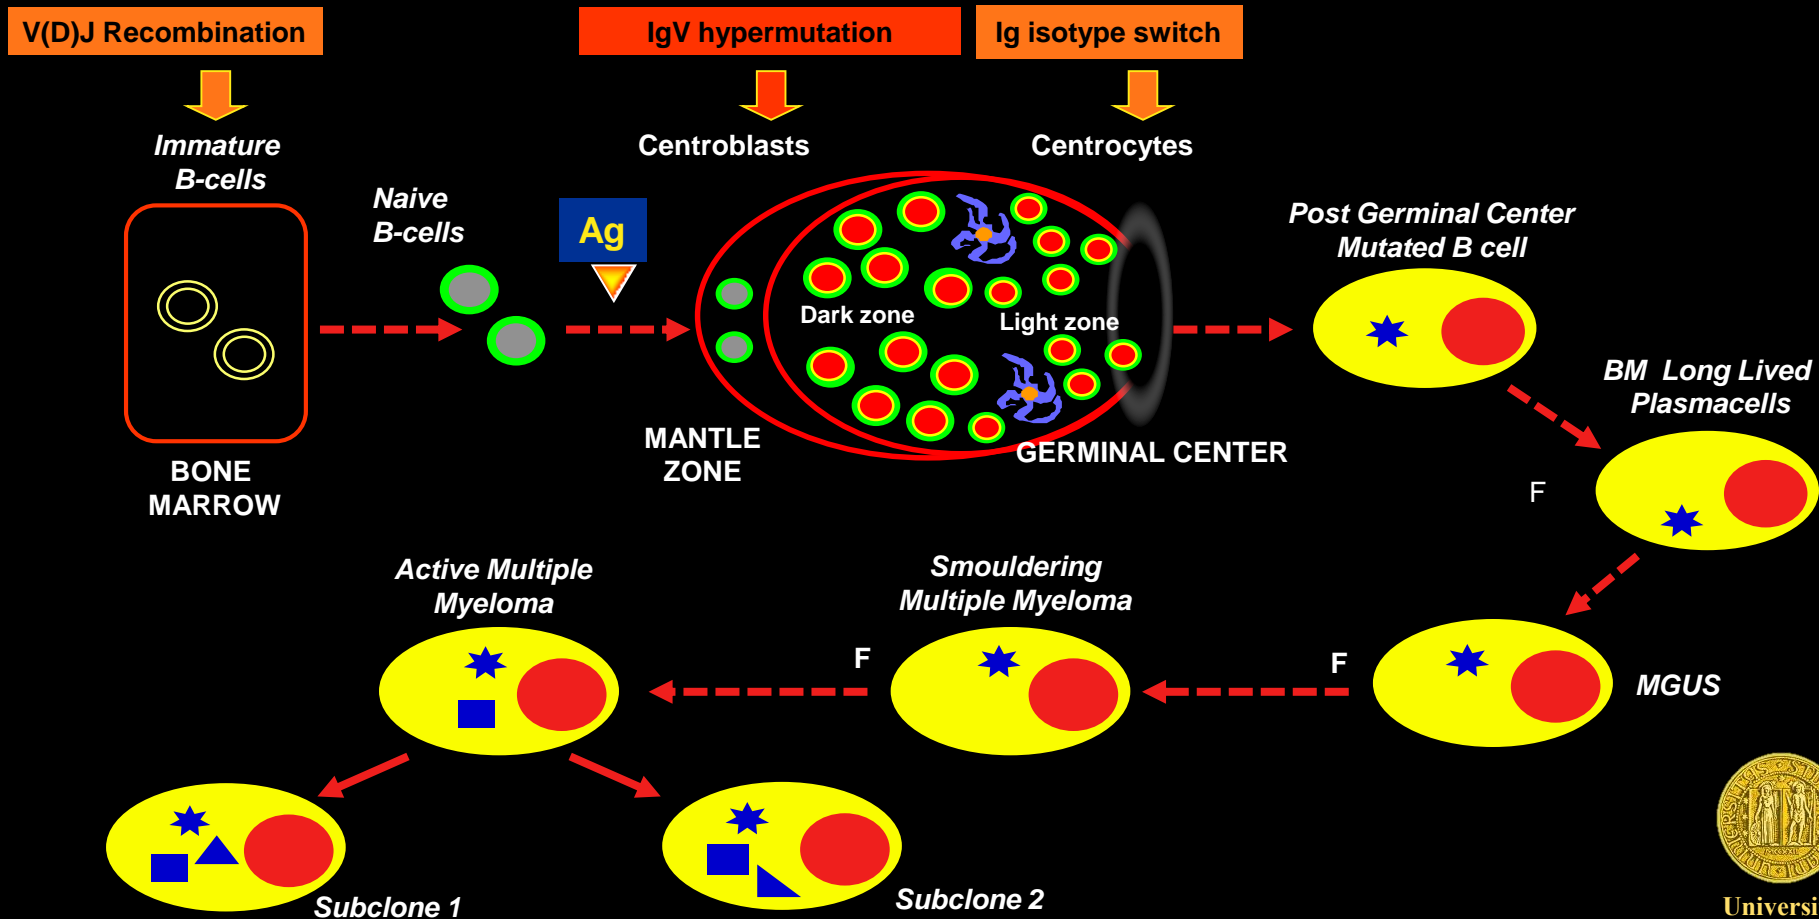 V(D)J Recombination
IgV hypermutation
Ig isotype switch
Immature
B-cells
Naive
B-cells
Ag
Centroblasts
Centrocytes
Dark zone
Light zone
Post Germinal Center
Mutated B cell
BM Long Lived
Plasmacells
MANTLE
ZONE
GERMINAL CENTER
BONE
MARROW
F
Active Multiple
Myeloma
F
Smouldering
Multiple Myeloma
F
MGUS
Subclone 1
Subclone 2